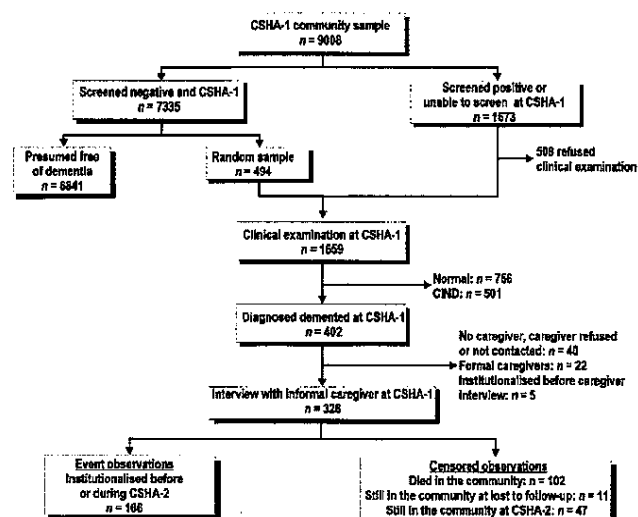 CSHA-1 community sample
n = 9008
Screened negative and CSHA-1
n = 7335
Screened positive or
unable to screen at CSHA-1
n = 1673
Presumed free
of dementia
n = 6841
Random sample
n = 494
508 refused
clinical examination
Clinical examination at CSHA-1
n = 1659
Normal: n = 756
CIND: n = 501
Diagnosed demented at CSHA-1
n = 402
No caregiver, caregiver refused
or not contacted: n = 49
Formal caregivers: n = 22
Institutionalised before caregiver
interview: n = 5
Interview with informal caregiver at CSHA-1
n = 326
Event observations
Institutionalised before
or during CSHA-2
n = 166
Censored observations
Died in the community: n = 102
Still in the community at lost to follow-up: n = 11
Still in the community at CSHA-2: n = 47